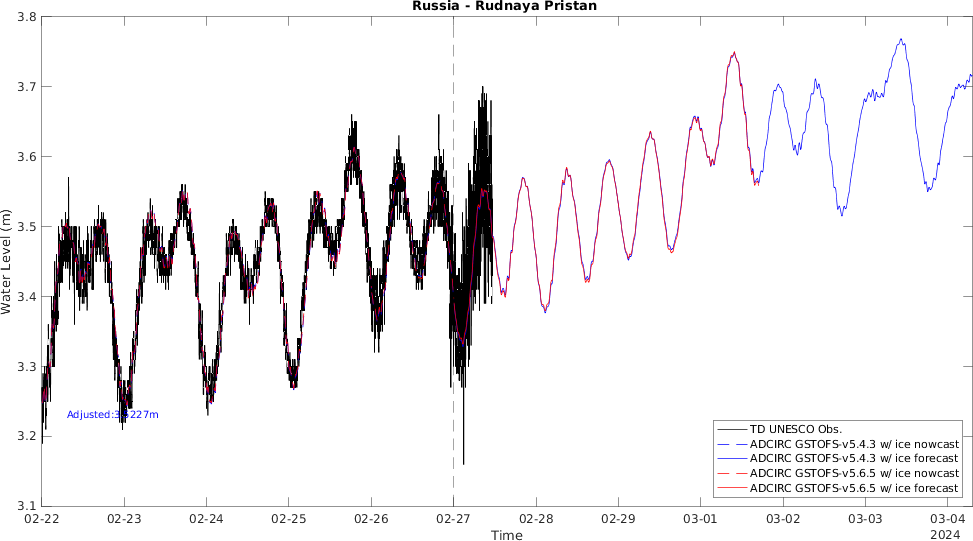 Russia - Rudnaya Pristan
3.8
3.7
3.6
3.5
3.4
3.3
3.2
3.1
Water Level (m)
Adjusted:3.5227m
TD UNESCO Obs.
ADCIRC GSTOFS-v5.4.3 w/ ice nowcast
ADCIRC GSTOFS-v5.4.3 w/ ice forecast
ADCIRC GSTOFS-v5.6.5 w/ ice nowcast
ADCIRC GSTOFS-v5.6.5 w/ ice forecast
02-22 02-23 02-24 02-25 02-26 02-27 02-28 02-29 03-01 03-02 03-03 03-04
2024
Time